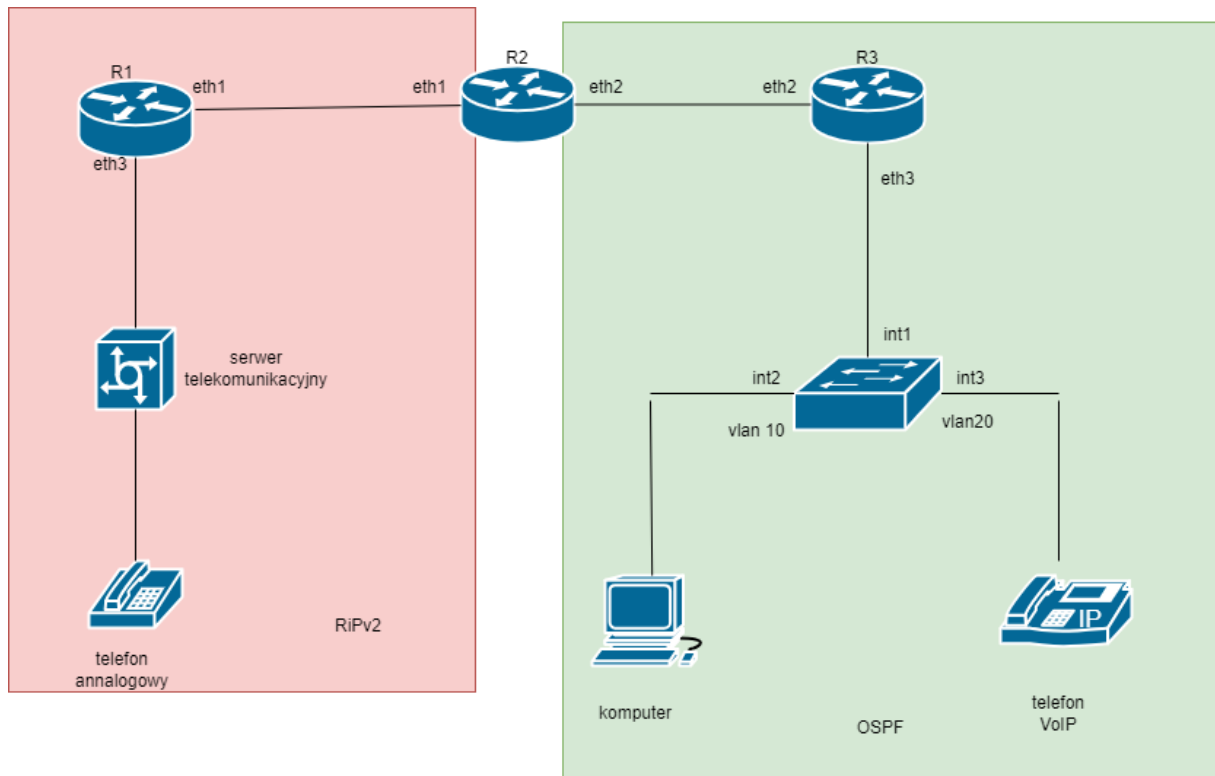 R1
eth1
eth3
eth1
R2
eth2
eth2
R3
eth3
serwer
telekomunikacyjny
int1
int2
int3
vlan 10
vlan20
IP
RiPv2
telefon
annalogowy
komputer
OSPF
telefon
VoIP